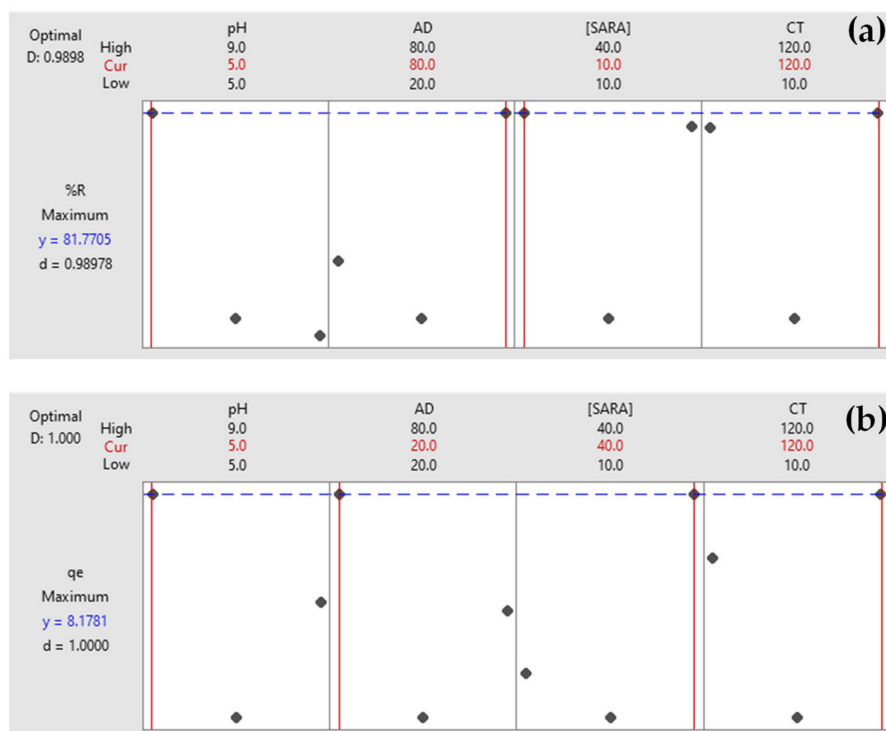 (a)
Optimal
D: 0.9898
pH AD [SARA] CT
High 9.0 80.0 40.0 120.0
Cur 5.0 80.0 10.0 120.0
Low 5.0 20.0 10.0 10.0
%R
Maximum
y = 81.7705
d = 0.98978
(b)
Optimal
D: 1.000
pH AD [SARA] CT
High 9.0 80.0 40.0 120.0
Cur 5.0 20.0 40.0 120.0
Low 5.0 20.0 10.0 10.0
qe
Maximum
y = 8.1781
d = 1.0000